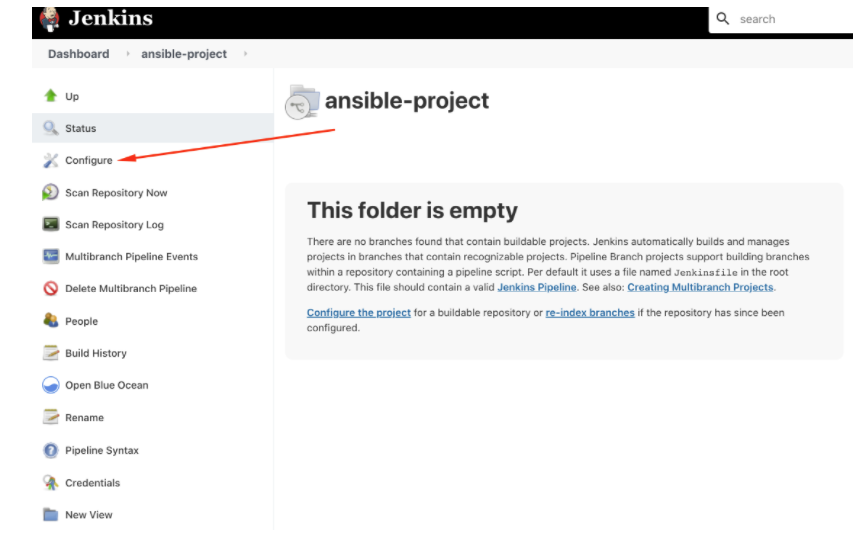 Jenkins
search
Dashboard
ansible-project
Up
Status
Configure
Scan Repository Now
Scan Repository Log
Multibranch Pipeline Events
Delete Multibranch Pipeline
People
Build History
Open Blue Ocean
Rename
Pipeline Syntax
Credentials
New View
ansible-project
This folder is empty
There are no branches found that contain buildable projects. Jenkins automatically builds and manages
projects in branches that contain recognizable projects. Pipeline Branch projects support building branches
within a repository containing a pipeline script. Per default it uses a file named Jenkinsfile in the root
directory. This file should contain a valid Jenkins Pipeline. See also: Creating Multibranch Projects.
Configure the project for a buildable repository or re-index branches if the repository has since been
configured.